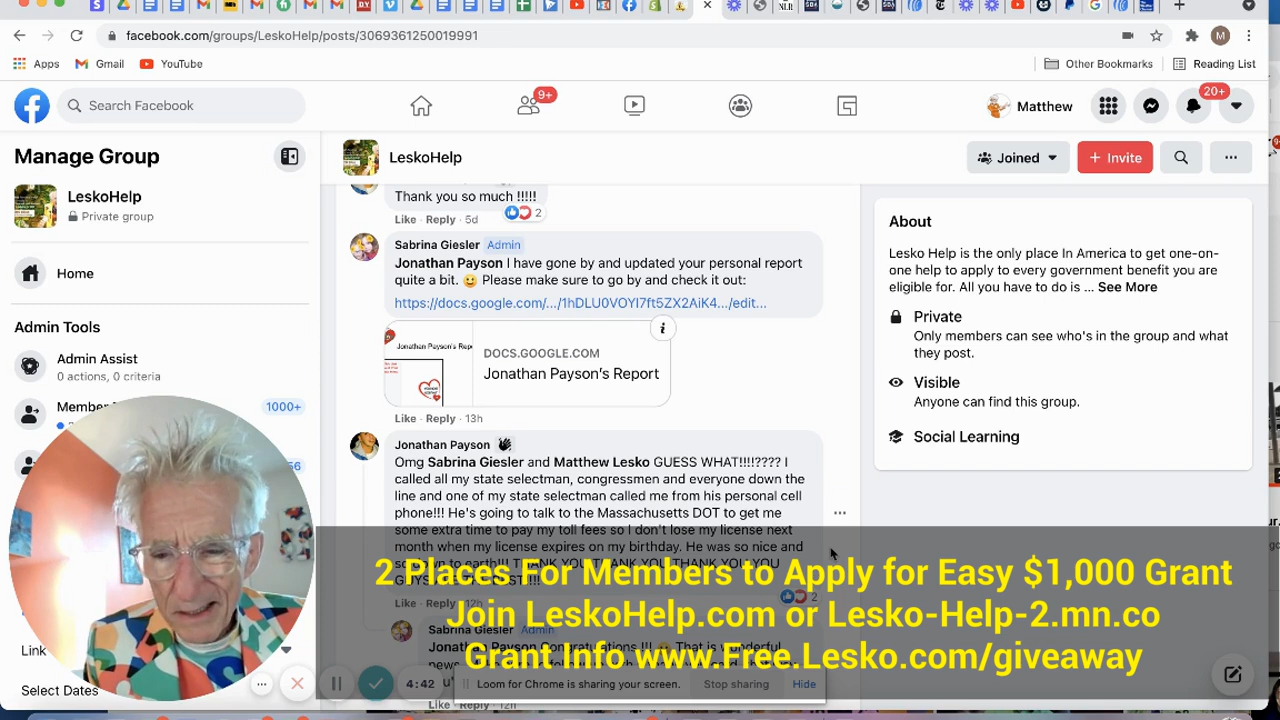 facebook.com/groups/LeskoHelp/posts/3069361250019991
M
Apps
Gmail
YouTube
Other Bookmarks
Reading List
Search Facebook
9+
Matthew
20+
Manage Group
LeskoHelp
Private group
Home
Admin Tools
Admin Assist
0 actions, 0 criteria
1000+
Link
Select Dates
LeskoHelp
Joined
+ Invite
Thank you so much !!!!!
Like · Reply · 5d
2
Sabrina Giesler Admin
Jonathan Payson I have gone by and updated your personal report
quite a bit. 😉 Please make sure to go by and check it out:
https://docs.google.com/.../1hDLU0VOYI7ft5ZX2AiK4.../edit...
Jonathan Payson's Rep
DOCS.GOOGLE.COM
Jonathan Payson's Report
Like · Reply · 13h
Jonathan Payson
Omg Sabrina Giesler and Matthew Lesko GUESS WHAT!!!!???? I
called all my state selectman, congressmen and everyone down the
line and one of my state selectman called me from his personal cell
phone!!! He's going to talk to the Massachusetts DOT to get me
some extra time to pay my toll fees so I don't lose my license next
month when my license expires on my birthday. He was so nice and
Like · Reply · 12h
2
Sabrina Giesler Admin
Like · Reply · 12h
About
Lesko Help is the only place In America to get one-on-
one help to apply to every government benefit you are
eligible for. All you have to do is ... See More
Private
Only members can see who's in the group and what
they post.
Visible
Anyone can find this group.
Social Learning
2 Places For Members to Apply for Easy $1,000 Grant
Join LeskoHelp.com or Lesko-Help-2.mn.co
Grant Info www.Free.Lesko.com/giveaway
4:42
Loom for Chrome is sharing your screen.
Stop sharing
Hide